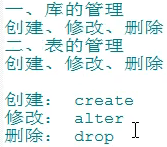 一、库的管理
创建、修改、删除
二、表的管理
创建、修改、删除
创建: create
修改: alter
删除: drop